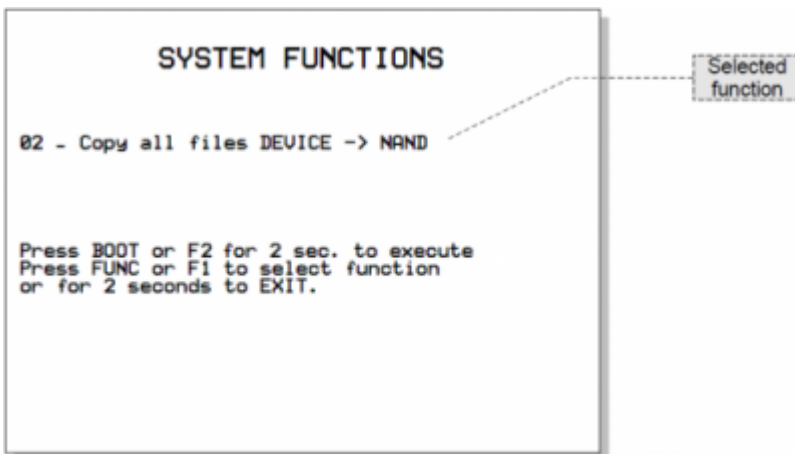 SYSTEM FUNCTIONS
Selected
function
02 - Copy all files DEVICE -> NAND
Press BOOT or F2 for 2 sec. to execute
Press FUNC or F1 to select function
or for 2 seconds to EXIT.